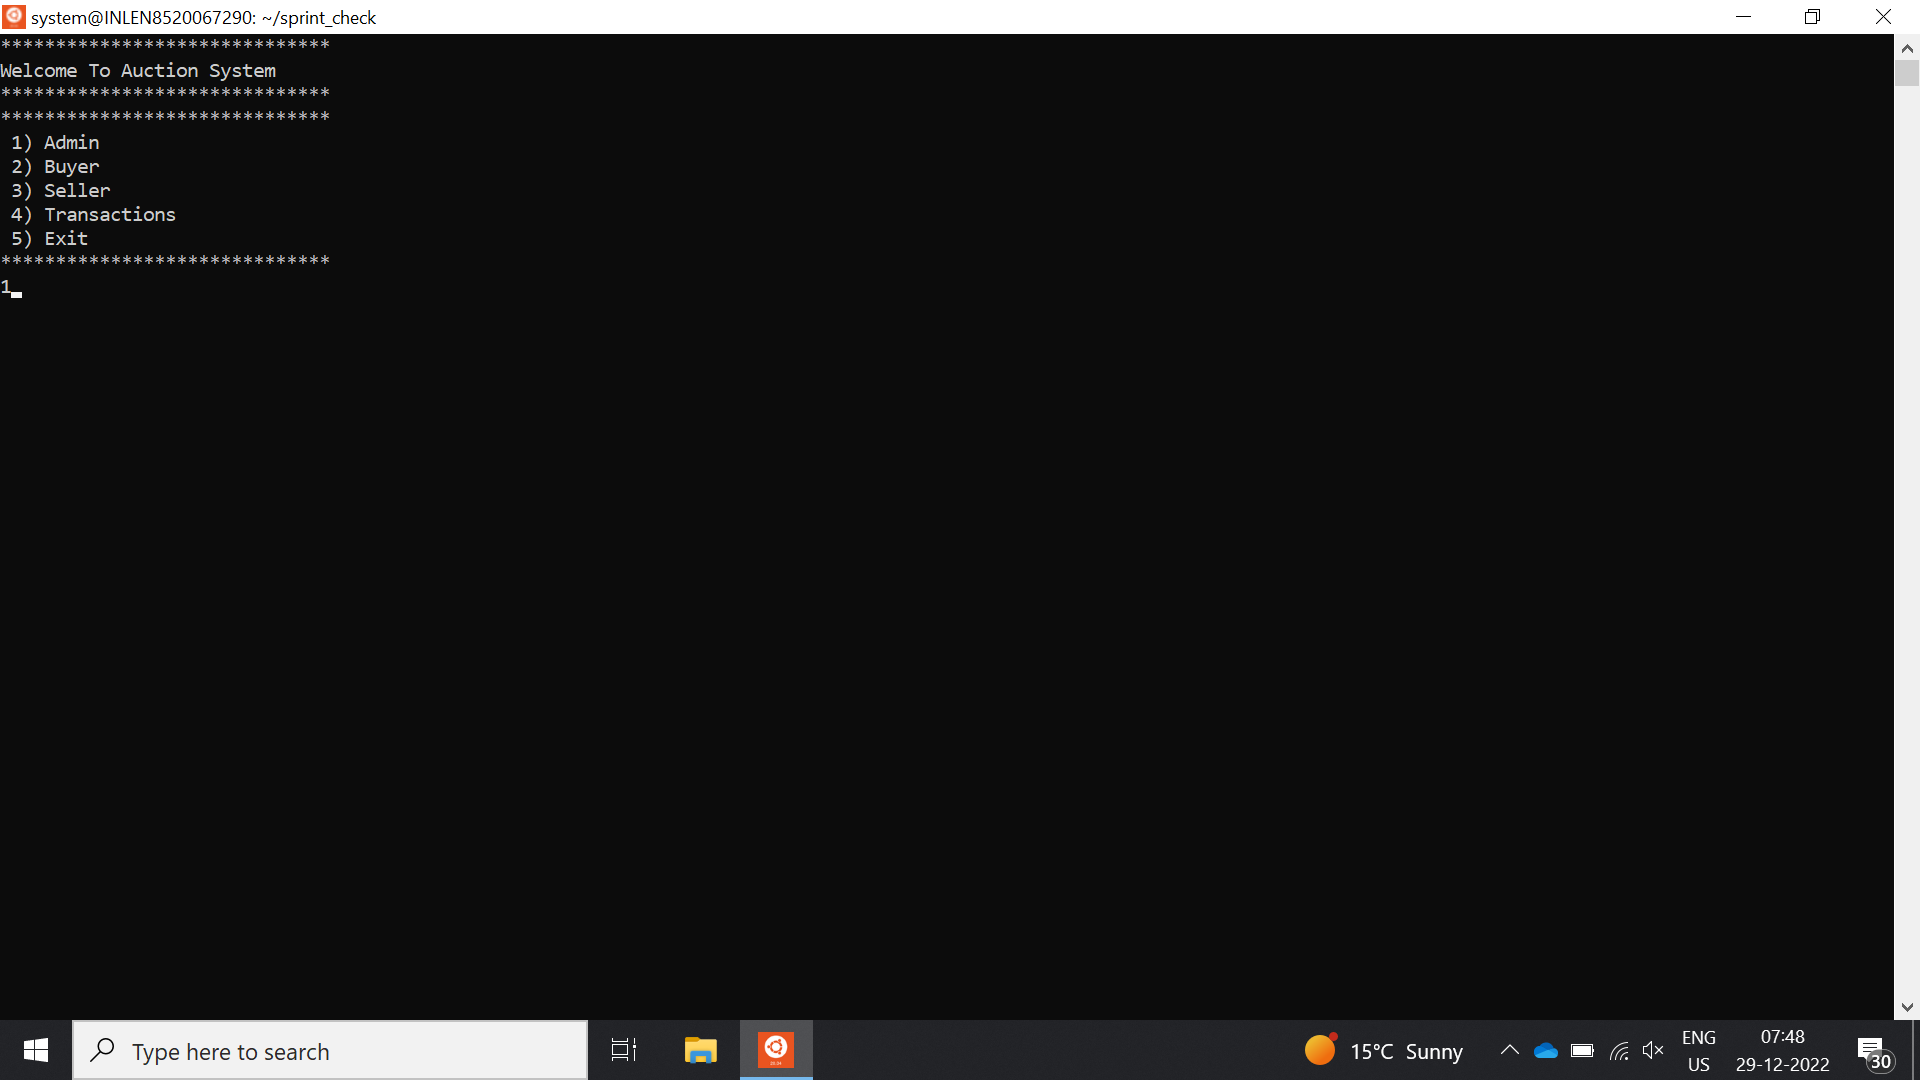 system@INLEN8520067290: ~/sprint_check
******************************
Welcome To Auction System
******************************
******************************
 1) Admin
 2) Buyer
 3) Seller
 4) Transactions
 5) Exit
******************************
1
Type here to search
15°C Sunny
ENG
US
07:48
29-12-2022
30